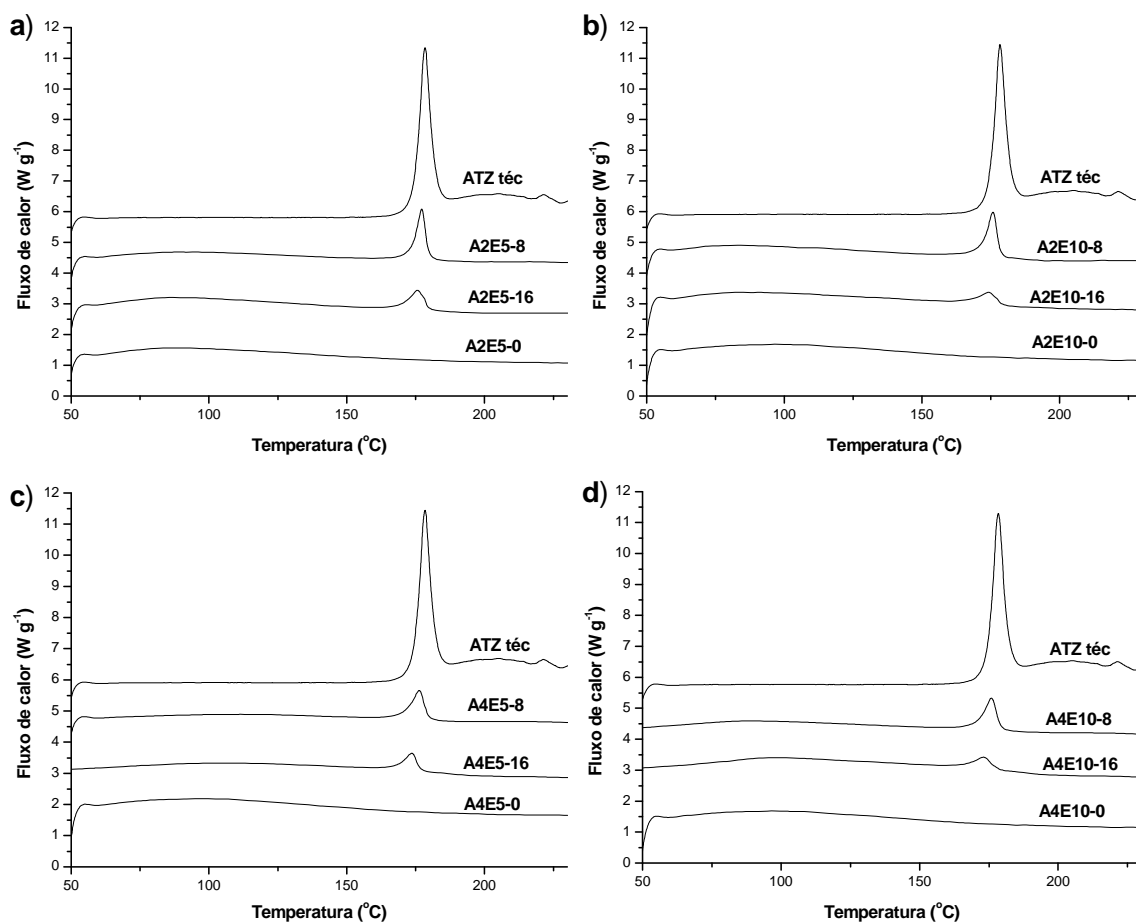 a)
12
11
10
9
8
7
6
5
4
3
2
1
0
Fluxo de calor (W g⁻¹)
ATZ téc
A2E5-8
A2E5-16
A2E5-0
50
100
150
200
Temperatura (°C)
b)
12
11
10
9
8
7
6
5
4
3
2
1
0
Fluxo de calor (W g⁻¹)
ATZ téc
A2E10-8
A2E10-16
A2E10-0
50
100
150
200
Temperatura (°C)
c)
12
11
10
9
8
7
6
5
4
3
2
1
0
Fluxo de calor (W g⁻¹)
ATZ téc
A4E5-8
A4E5-16
A4E5-0
50
100
150
200
Temperatura (°C)
d)
12
11
10
9
8
7
6
5
4
3
2
1
0
Fluxo de calor (W g⁻¹)
ATZ téc
A4E10-8
A4E10-16
A4E10-0
50
100
150
200
Temperatura (°C)